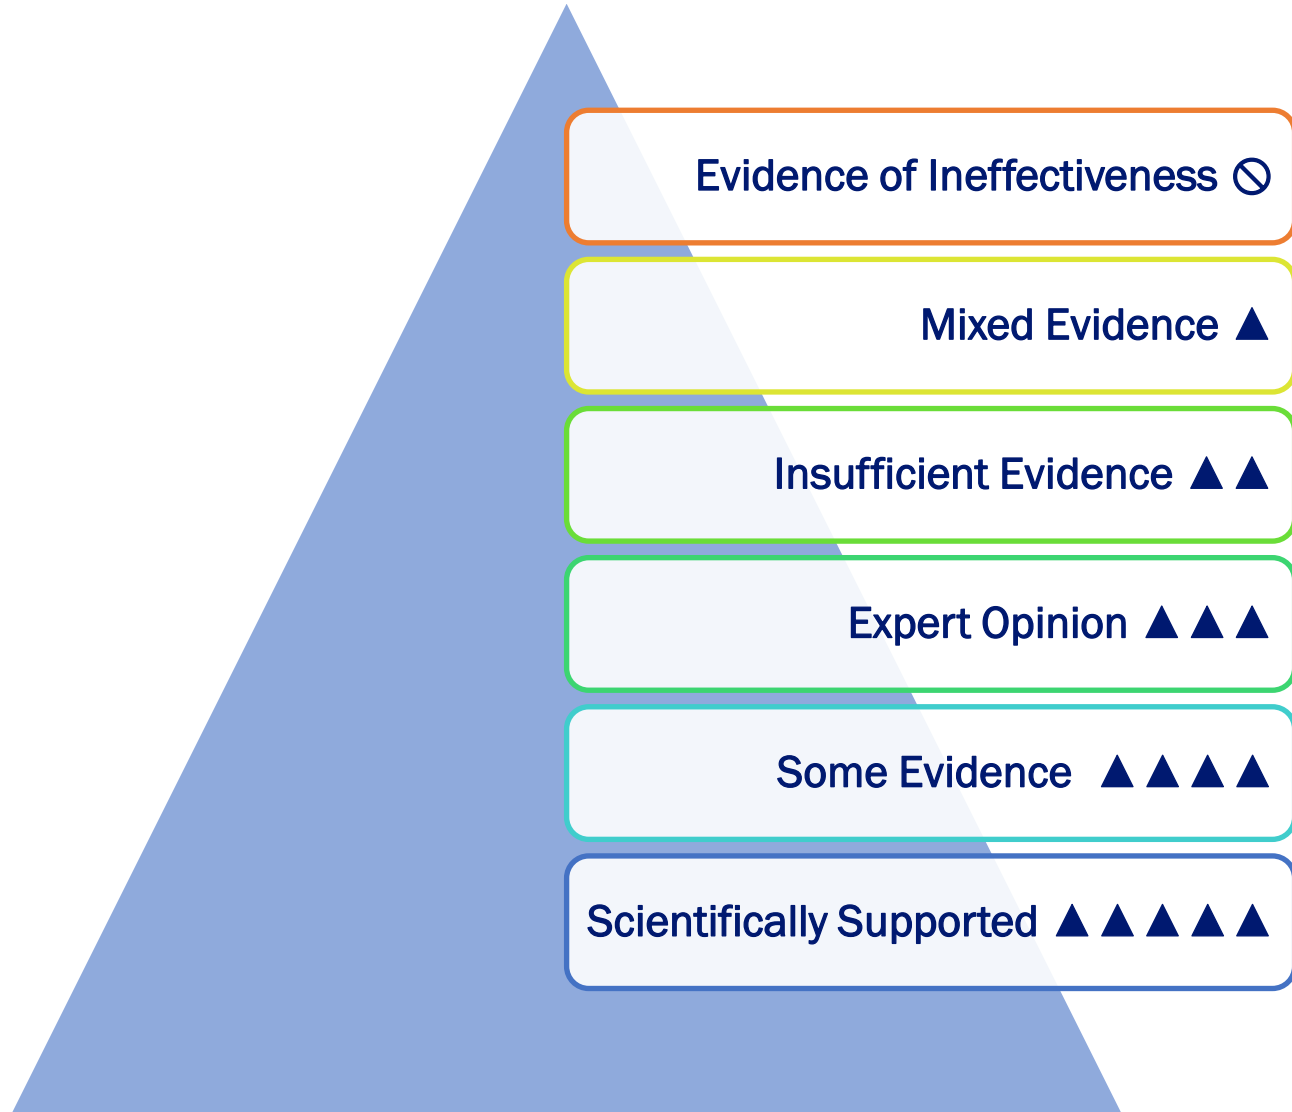 Evidence of Ineffectiveness 🛇
Mixed Evidence ▲
Insufficient Evidence ▲ ▲
Expert Opinion ▲ ▲ ▲
Some Evidence ▲ ▲ ▲ ▲
Scientifically Supported ▲ ▲ ▲ ▲ ▲